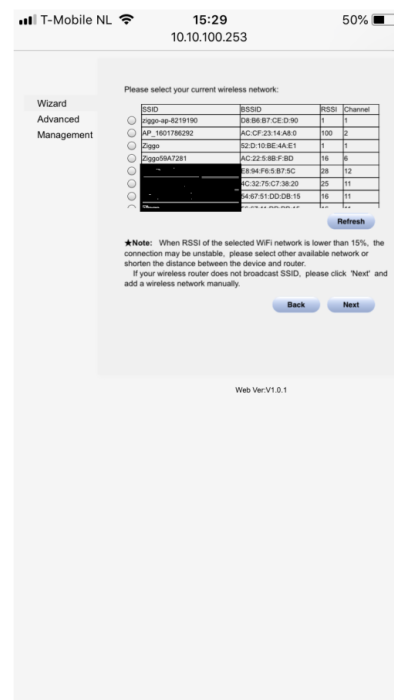 T-Mobile NL 15:29 50%
10.10.100.253
Wizard
Advanced
Management
Please select your current wireless network:
SSID BSSID RSSI Channel
ziggo-ap-8219190 D8:B6:B7:CE:D:90 1 1
AP_1601786292 AC:CF:23:14:A8:0 100 2
Ziggo 52:D:10:BE:4A:E1 1 1
Ziggo59A7281 AC:22:5:8B:F:BD 16 6
E8:94:F6:5:B7:5C 28 12
4C:32:75:C7:38:20 25 11
54:67:51:DD:DB:15 16 11
Refresh
★Note: When RSSI of the selected WiFi network is lower than 15%, the
connection may be unstable, please select other available network or
shorten the distance between the device and router.
If your wireless router does not broadcast SSID, please click 'Next' and
add a wireless network manually.
Back Next
Web Ver:V1.0.1